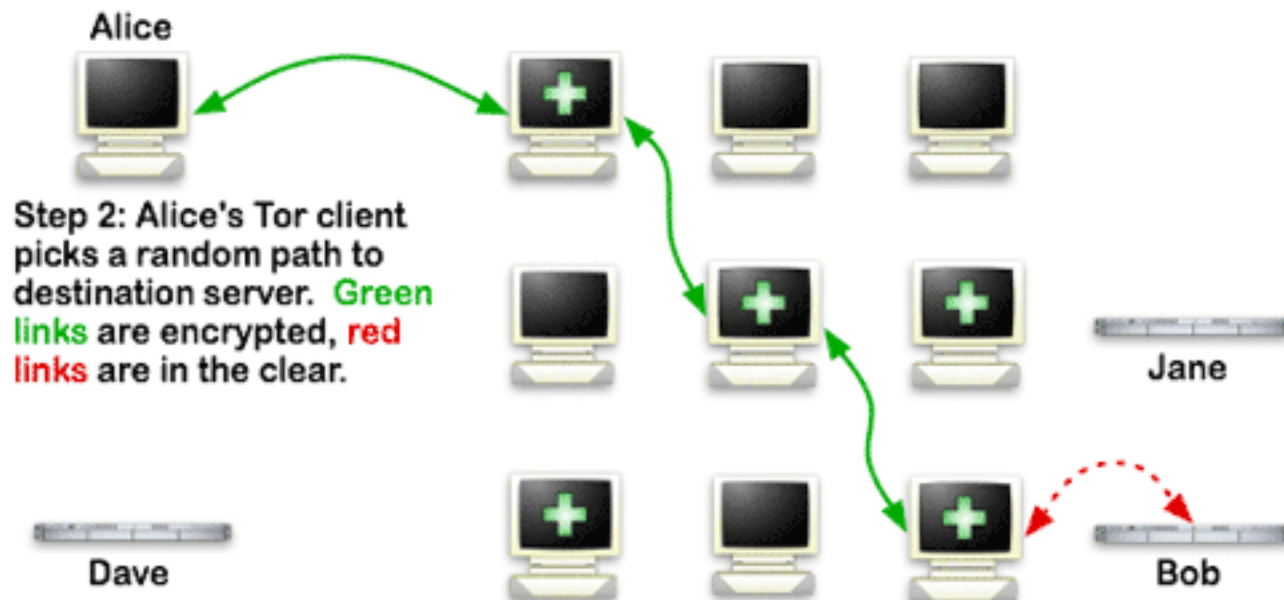 Alice
Step 2: Alice's Tor client
picks a random path to
destination server. Green
links are encrypted, red
links are in the clear.
Jane
Dave
Bob